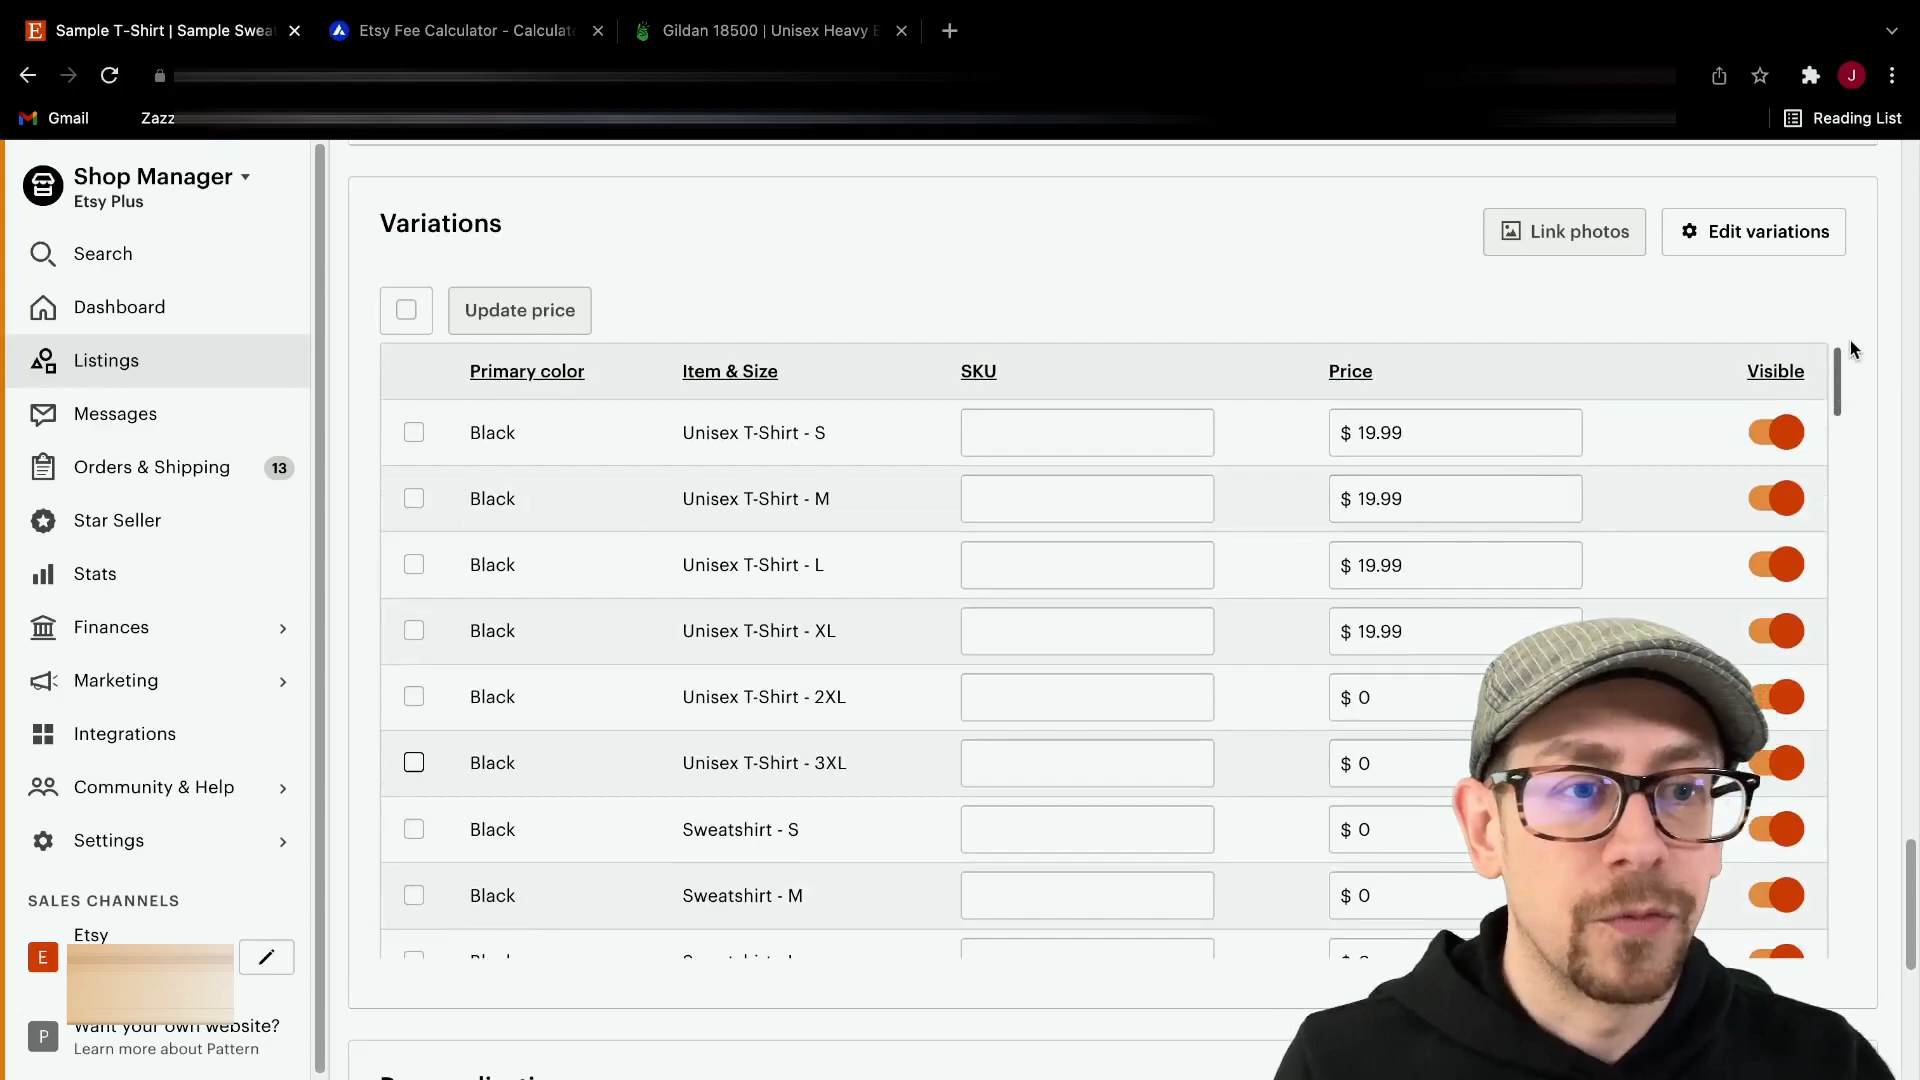 Sample T-Shirt | Sample Swea
Etsy Fee Calculator - Calculat
Gildan 18500 | Unisex Heavy
J
Gmail
Zazz
Reading List
Shop Manager
Etsy Plus
Search
Dashboard
Listings
Messages
Orders & Shipping 13
Star Seller
Stats
Finances
Marketing
Integrations
Community & Help
Settings
SALES CHANNELS
Etsy
E
Want your own website?
P
Learn more about Pattern
Variations
Link photos
Edit variations
Update price
Primary color Item & Size SKU Price Visible
Black Unisex T-Shirt - S $ 19.99
Black Unisex T-Shirt - M $ 19.99
Black Unisex T-Shirt - L $ 19.99
Black Unisex T-Shirt - XL $ 19.99
Black Unisex T-Shirt - 2XL $ 0
Black Unisex T-Shirt - 3XL $ 0
Black Sweatshirt - S $ 0
Black Sweatshirt - M $ 0